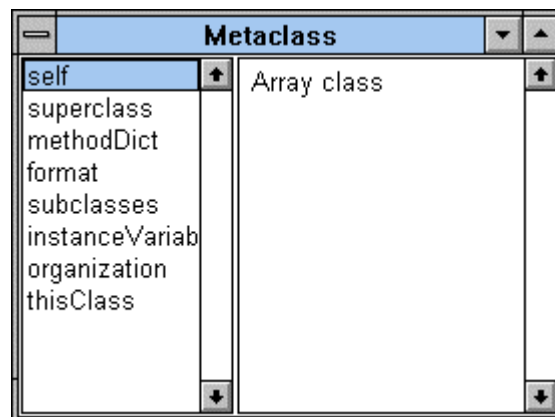 Metaclass
self
superclass
methodDict
format
subclasses
instanceVariab
organization
thisClass
Array class